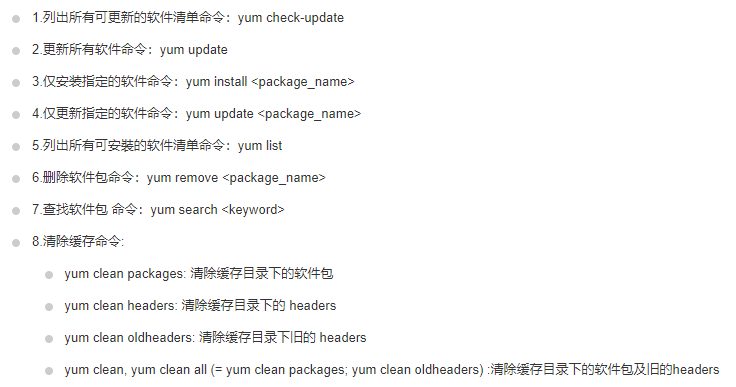 1.列出所有可更新的软件清单命令：yum check-update
2.更新所有软件命令：yum update
3.仅安装指定的软件命令：yum install <package_name>
4.仅更新指定的软件命令：yum update <package_name>
5.列出所有可安裝的软件清单命令：yum list
6.删除软件包命令：yum remove <package_name>
7.查找软件包 命令：yum search <keyword>
8.清除缓存命令:
yum clean packages: 清除缓存目录下的软件包
yum clean headers: 清除缓存目录下的 headers
yum clean oldheaders: 清除缓存目录下旧的 headers
yum clean, yum clean all (= yum clean packages; yum clean oldheaders) :清除缓存目录下的软件包及旧的headers